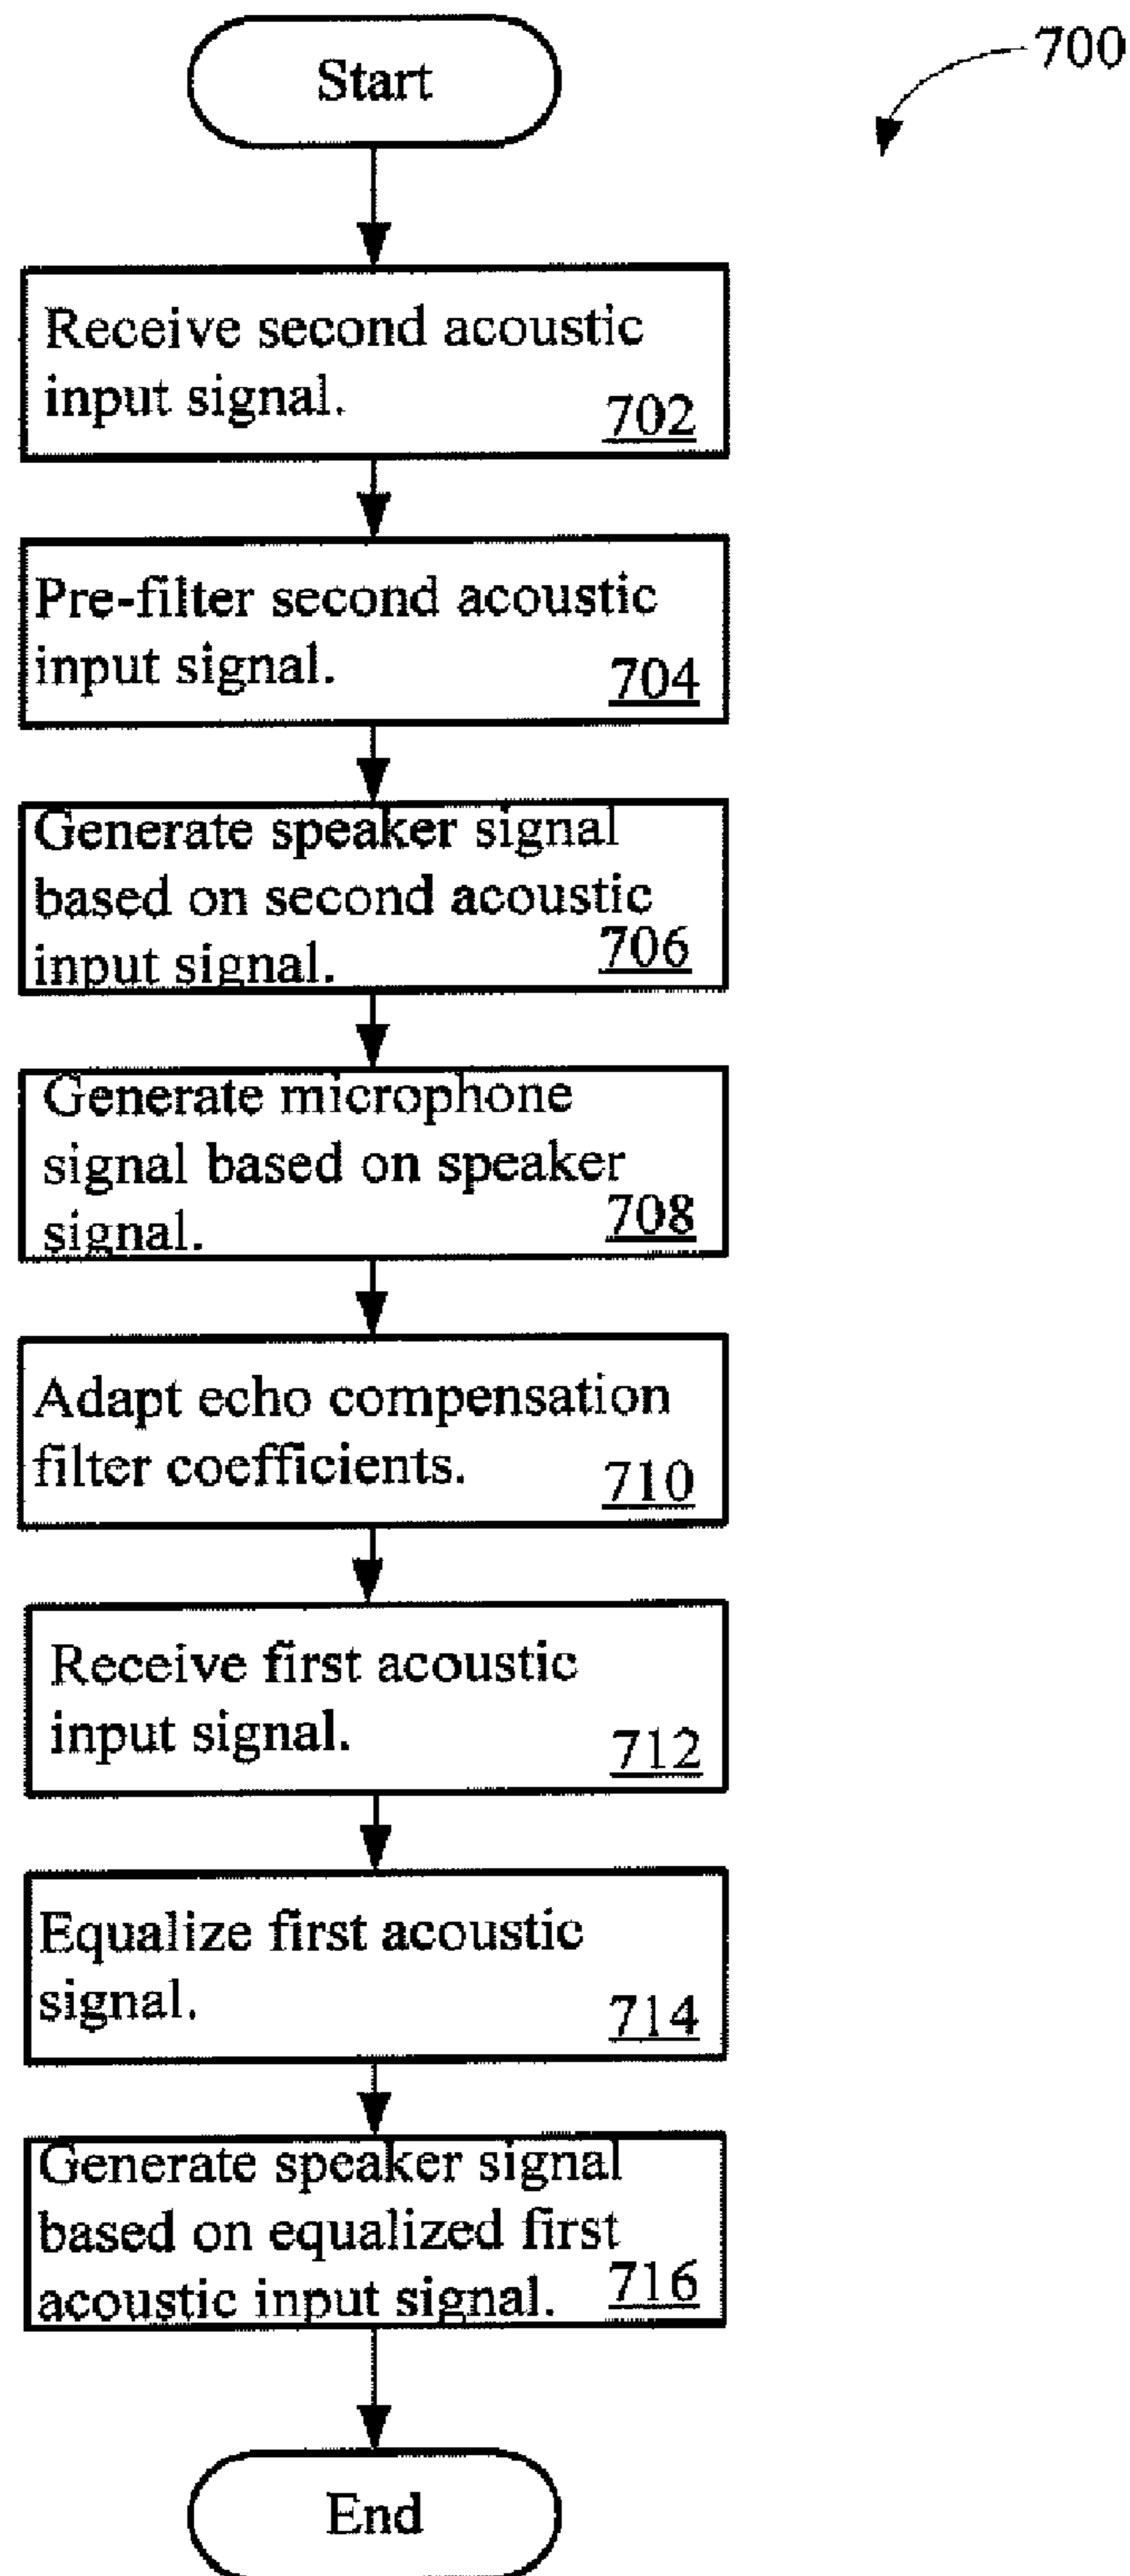 Start
700
Receive second acoustic
input signal.
702
Pre-filter second acoustic
input signal.
704
Generate speaker signal
based on second acoustic
input signal.
706
Generate microphone
signal based on speaker
signal.
708
Adapt echo compensation
filter coefficients.
710
Receive first acoustic
input signal.
712
Equalize first acoustic
signal.
714
Generate speaker signal
based on equalized first
acoustic input signal.
716
End